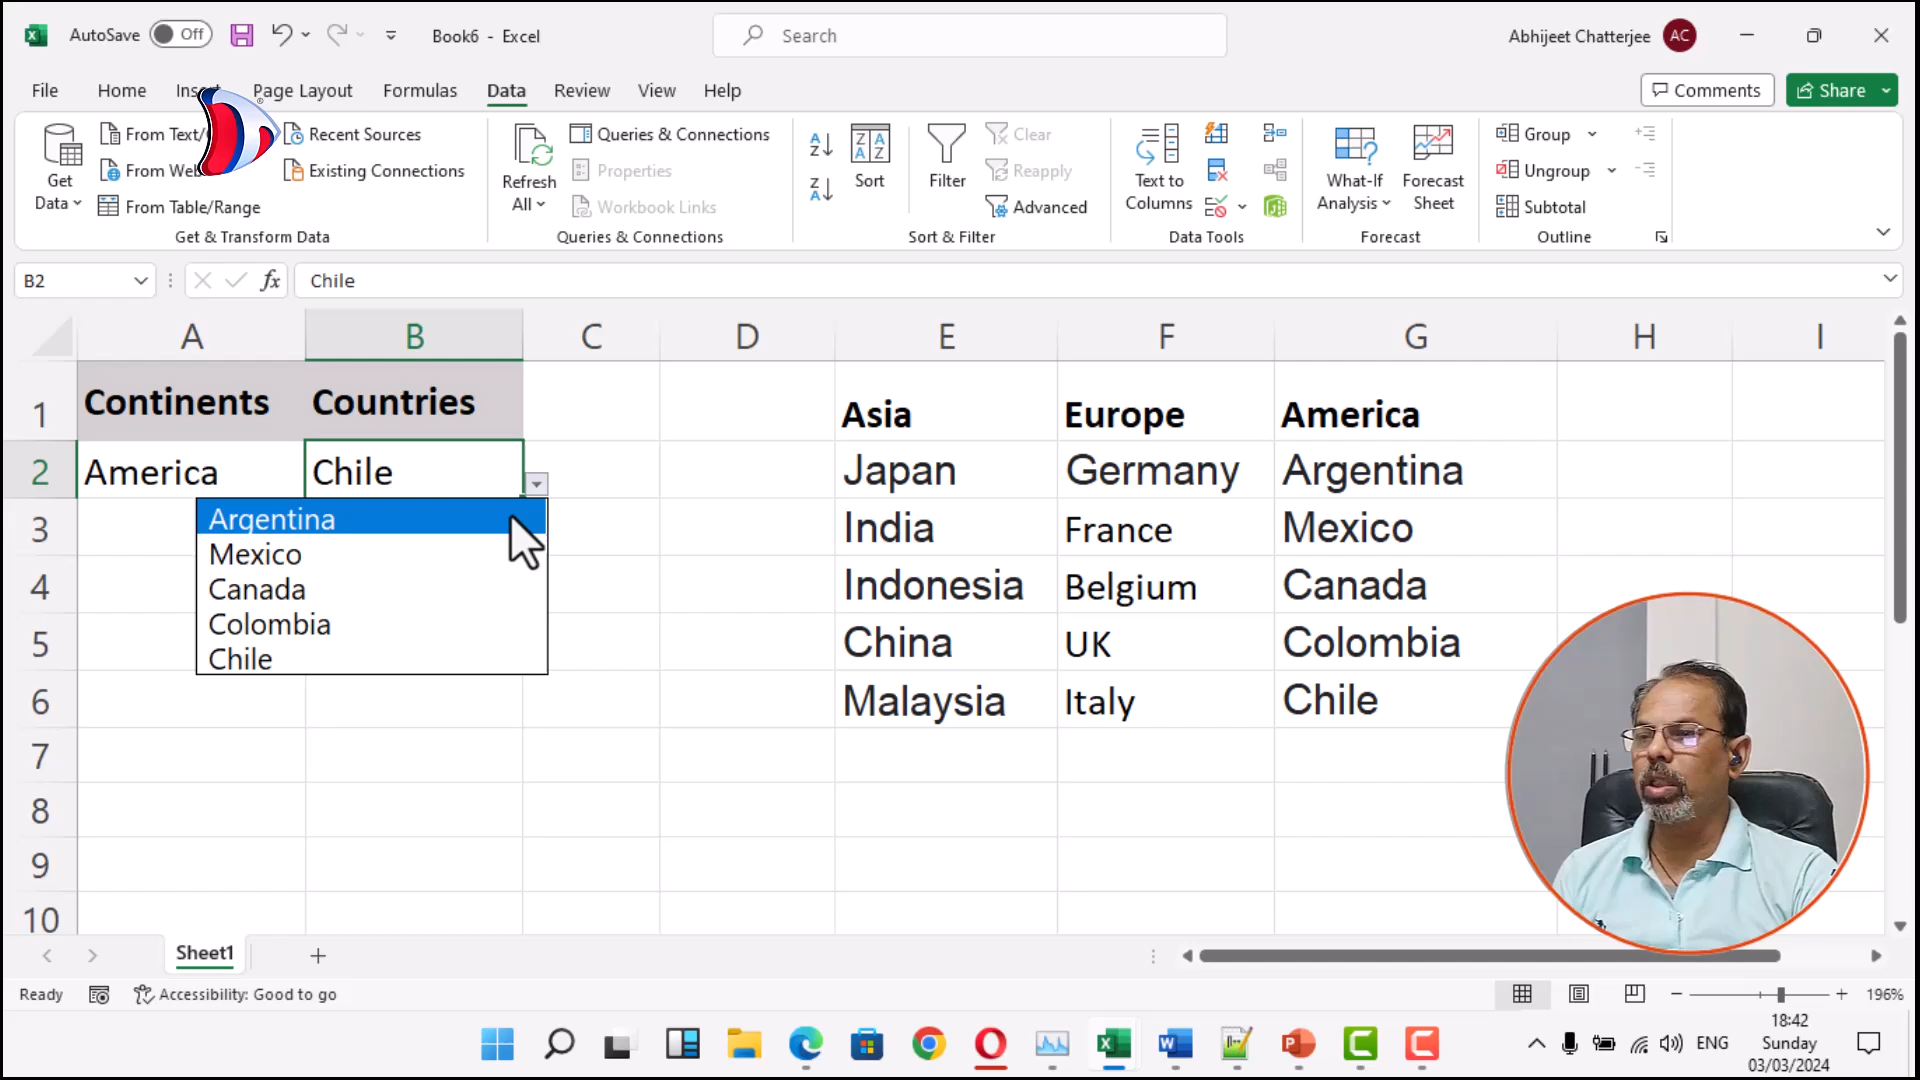 AutoSave Off Book6 - Excel Search Abhijeet Chatterjee AC
File Home Insert Page Layout Formulas Data Review View Help Comments Share
Get Data
From Text/
From Web
From Table/Range
Recent Sources
Existing Connections
Get & Transform Data
Refresh All
Queries & Connections
Properties
Workbook Links
Queries & Connections
Sort
Filter
Clear
Reapply
Advanced
Sort & Filter
Text to Columns
Data Tools
What-If Analysis
Forecast Sheet
Forecast
Group
Ungroup
Subtotal
Outline
B2 fx Chile
A B C D E F G H I
1 Continents Countries Asia Europe America
2 America Chile Japan Germany Argentina
3 Argentina India France Mexico
Mexico
4 Canada Indonesia Belgium Canada
5 Colombia China UK Colombia
Chile
6 Malaysia Italy Chile
7
8
9
10
Sheet1
Ready Accessibility: Good to go 196%
ENG
18:42
Sunday
03/03/2024